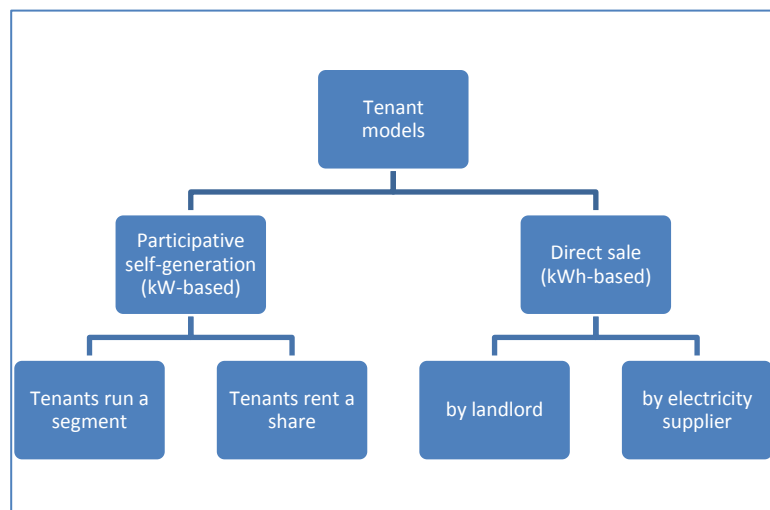 Tenant
models
Participative
self-generation
(kW-based)
Direct sale
(kWh-based)
Tenants run a
segment
Tenants rent a
share
by landlord
by electricity
supplier